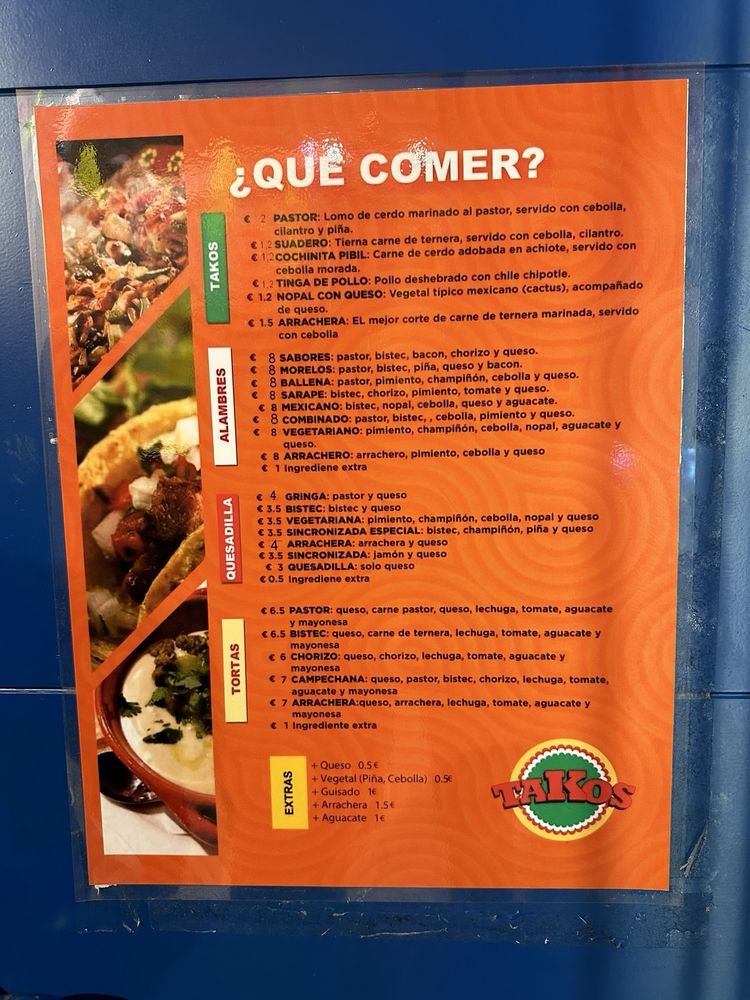 ¿QUE COMER?
TAKOS
€ 2 PASTOR: Lomo de cerdo marinado al pastor, servido con cebolla,
cilantro y piña.
€ 1,2 SUADERO: Tierna carne de ternera, servido con cebolla, cilantro.
€ 1,2 COCHINITA PIBIL: Carne de cerdo adobada en achiote, servido con
cebolla morada.
€ 1,2 TINGA DE POLLO: Pollo deshebrado con chile chipotle.
€ 1.2 NOPAL CON QUESO: Vegetal típico mexicano (cactus), acompañado
de queso.
€ 1.5 ARRACHERA: EL mejor corte de carne de ternera marinada, servido
con cebolla
ALAMBRES
€ 8 SABORES: pastor, bistec, bacon, chorizo y queso.
€ 8 MORELOS: pastor, bistec, piña, queso y bacon.
€ 8 BALLENA: pastor, pimiento, champiñón, cebolla y queso.
€ 8 SARAPE: bistec, chorizo, pimiento, tomate y queso.
€ 8 MEXICANO: bistec, nopal, cebolla, queso y aguacate.
€ 8 COMBINADO: pastor, bistec, , cebolla, pimiento y queso.
€ 8 VEGETARIANO: pimiento, champiñón, cebolla, nopal, aguacate y
queso.
€ 8 ARRACHERO: arrachero, pimiento, cebolla y queso
€ 1 Ingrediene extra
QUESADILLA
€ 4 GRINGA: pastor y queso
€ 3.5 BISTEC: bistec y queso
€ 3.5 VEGETARIANA: pimiento, champiñón, cebolla, nopal y queso
€ 3.5 SINCRONIZADA ESPECIAL: bistec, champiñón, piña y queso
€ 4 ARRACHERA: arrachera y queso
€ 3.5 SINCRONIZADA: jamón y queso
€ 3 QUESADILLA: solo queso
€ 0.5 Ingrediene extra
TORTAS
€ 6.5 PASTOR: queso, carne pastor, queso, lechuga, tomate, aguacate
y mayonesa
€ 6.5 BISTEC: queso, carne de ternera, lechuga, tomate, aguacate y
mayonesa
€ 6 CHORIZO: queso, chorizo, lechuga, tomate, aguacate y
mayonesa
€ 7 CAMPECHANA: queso, pastor, bistec, chorizo, lechuga, tomate,
aguacate y mayonesa
€ 7 ARRACHERA:queso, arrachera, lechuga, tomate, aguacate y
mayonesa
€ 1 Ingrediente extra
EXTRAS
+ Queso 0.5€
+ Vegetal (Piña, Cebolla) 0.5€
+ Guisado 1€
+ Arrachera 1.5€
+ Aguacate 1€
TAKOS